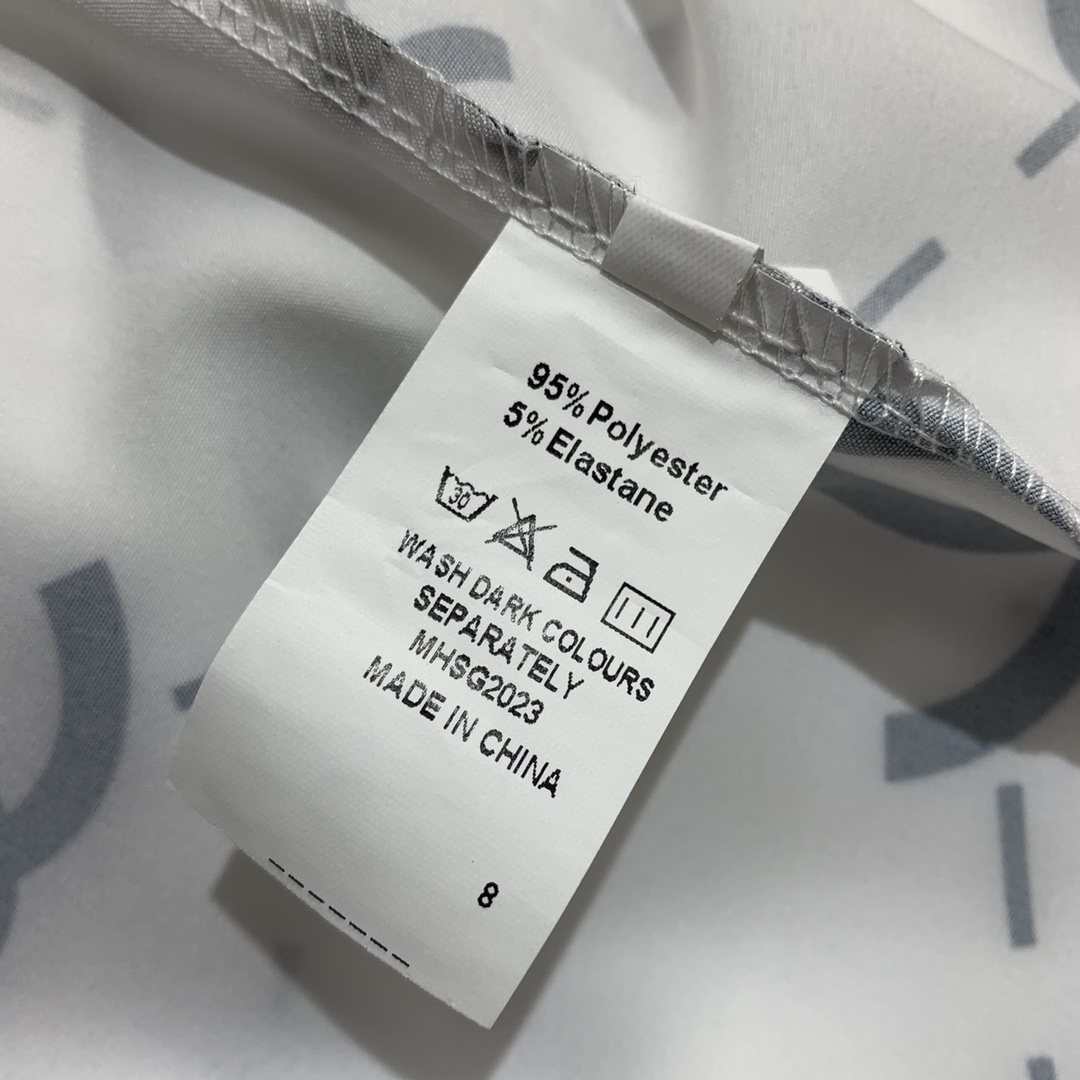 95% Polyester
5% Elastane
30
WASH DARK COLOURS
SEPARATELY
MHSG2023
MADE IN CHINA
8